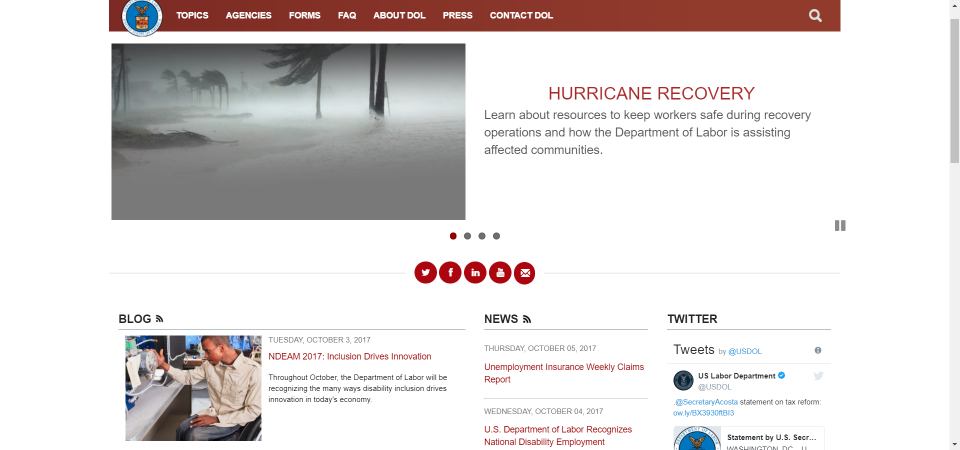 TOPICS AGENCIES FORMS FAQ ABOUT DOL PRESS CONTACT DOL
HURRICANE RECOVERY
Learn about resources to keep workers safe during recovery
operations and how the Department of Labor is assisting
affected communities.
BLOG
TUESDAY, OCTOBER 3, 2017
NDEAM 2017: Inclusion Drives Innovation
Throughout October, the Department of Labor will be
recognizing the many ways disability inclusion drives
innovation in today's economy.
NEWS
THURSDAY, OCTOBER 05, 2017
Unemployment Insurance Weekly Claims
Report
WEDNESDAY, OCTOBER 04, 2017
U.S. Department of Labor Recognizes
National Disability Employment
TWITTER
Tweets by @USDOL
US Labor Department
@USDOL
.@SecretaryAcosta statement on tax reform:
ow.ly/BX3930ftBI3
Statement by U.S. Secr...
WASHINGTON, DC – U